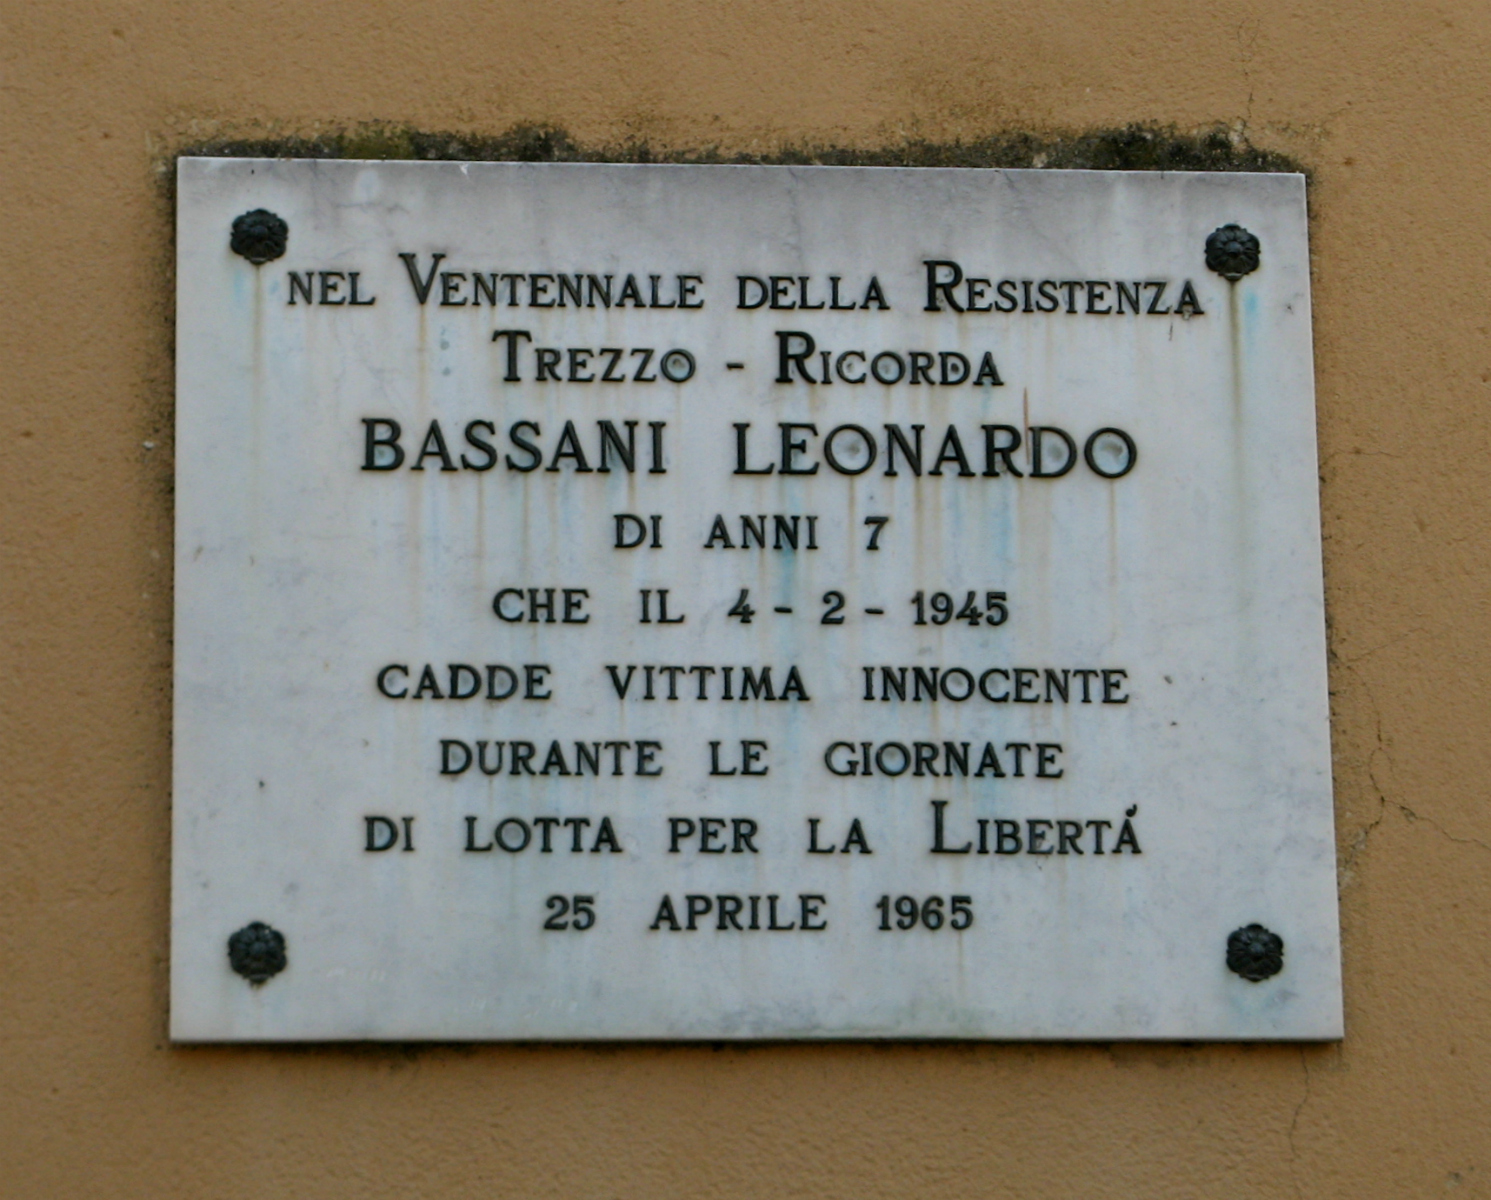 NEL VENTENNALE DELLA RESISTENZA
TREZZO - RICORDA
BASSANI LEONARDO
DI ANNI 7
CHE IL 4 - 2 - 1945
CADDE VITTIMA INNOCENTE
DURANTE LE GIORNATE
DI LOTTA PER LA LIBERTÁ
25 APRILE 1965